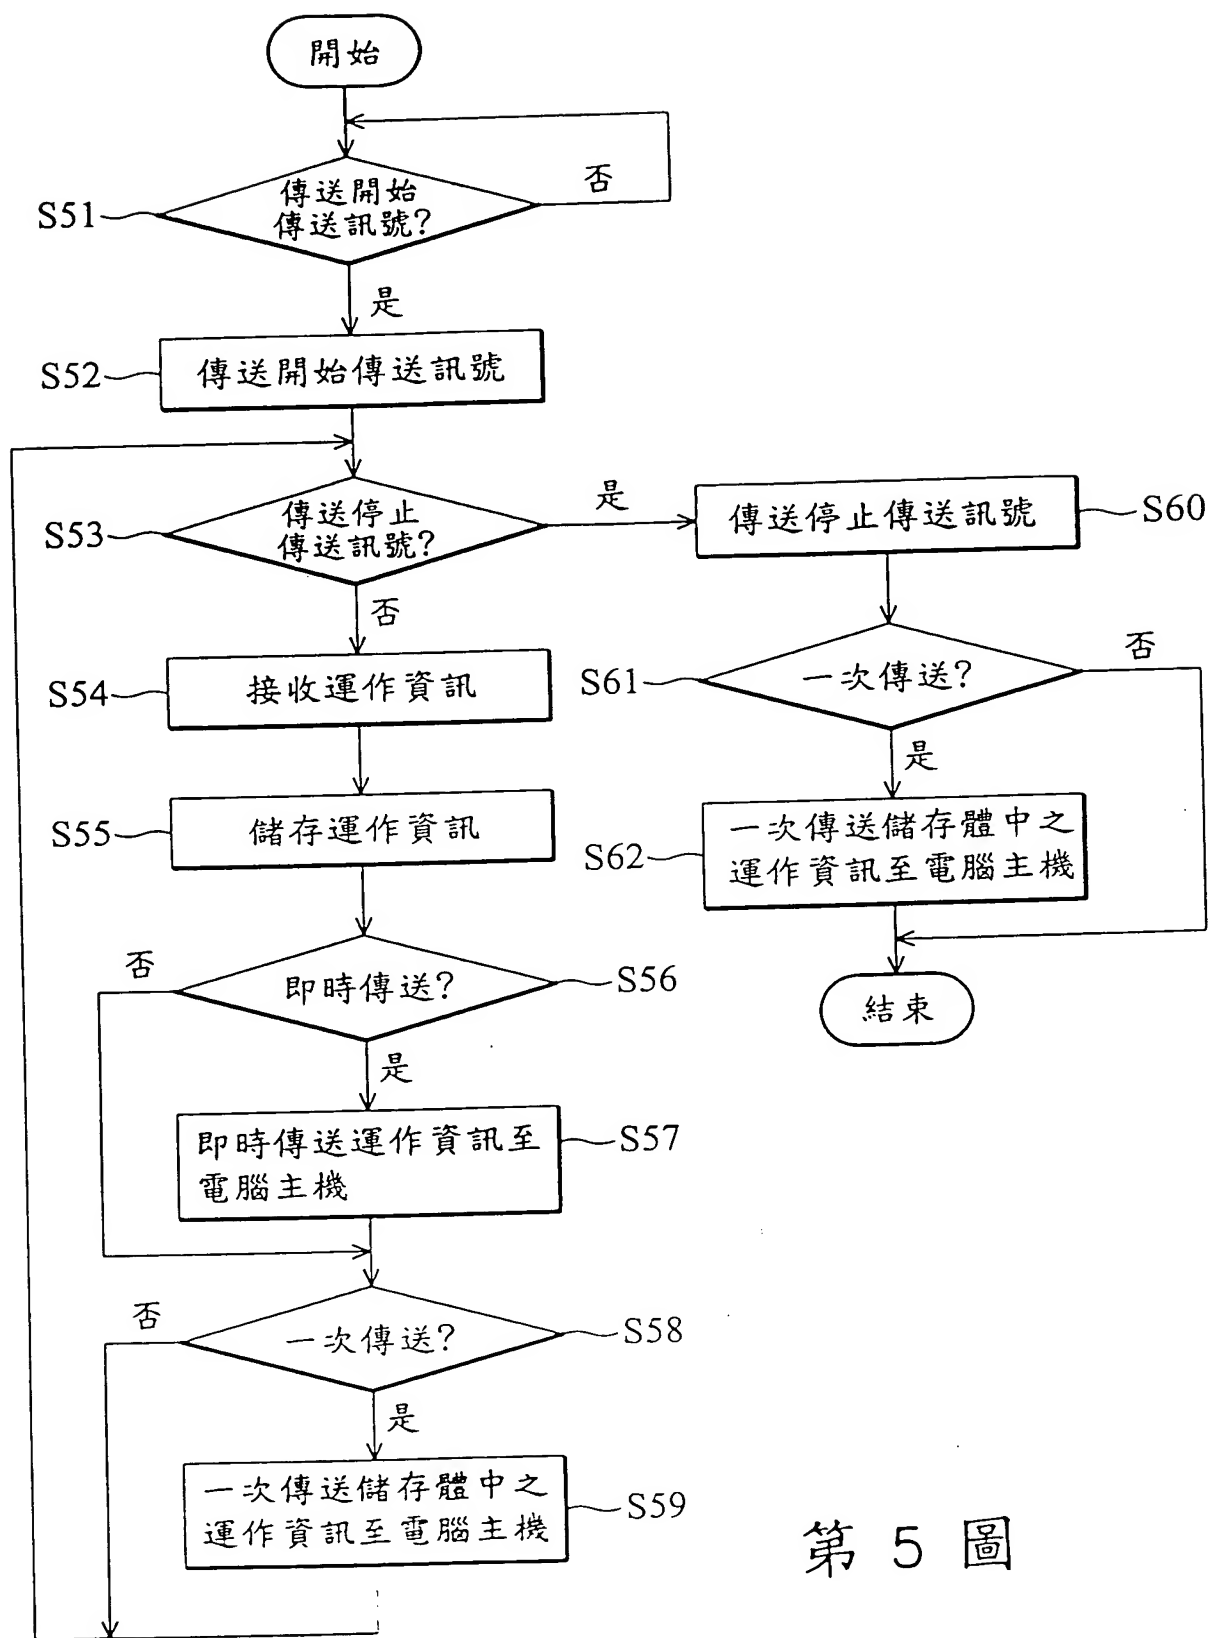 開始
否
傳送開始
傳送訊號?
S51
是
S52
傳送開始傳送訊號
傳送停止
傳送訊號?
S53
是
傳送停止傳送訊號
S60
否
S54
接收運作資訊
S61
一次傳送?
否
是
S55
儲存運作資訊
S62
一次傳送儲存體中之
運作資訊至電腦主機
否
即時傳送?
S56
結束
是
即時傳送運作資訊至
電腦主機
S57
否
一次傳送?
S58
是
一次傳送儲存體中之
運作資訊至電腦主機
S59
第 5 圖